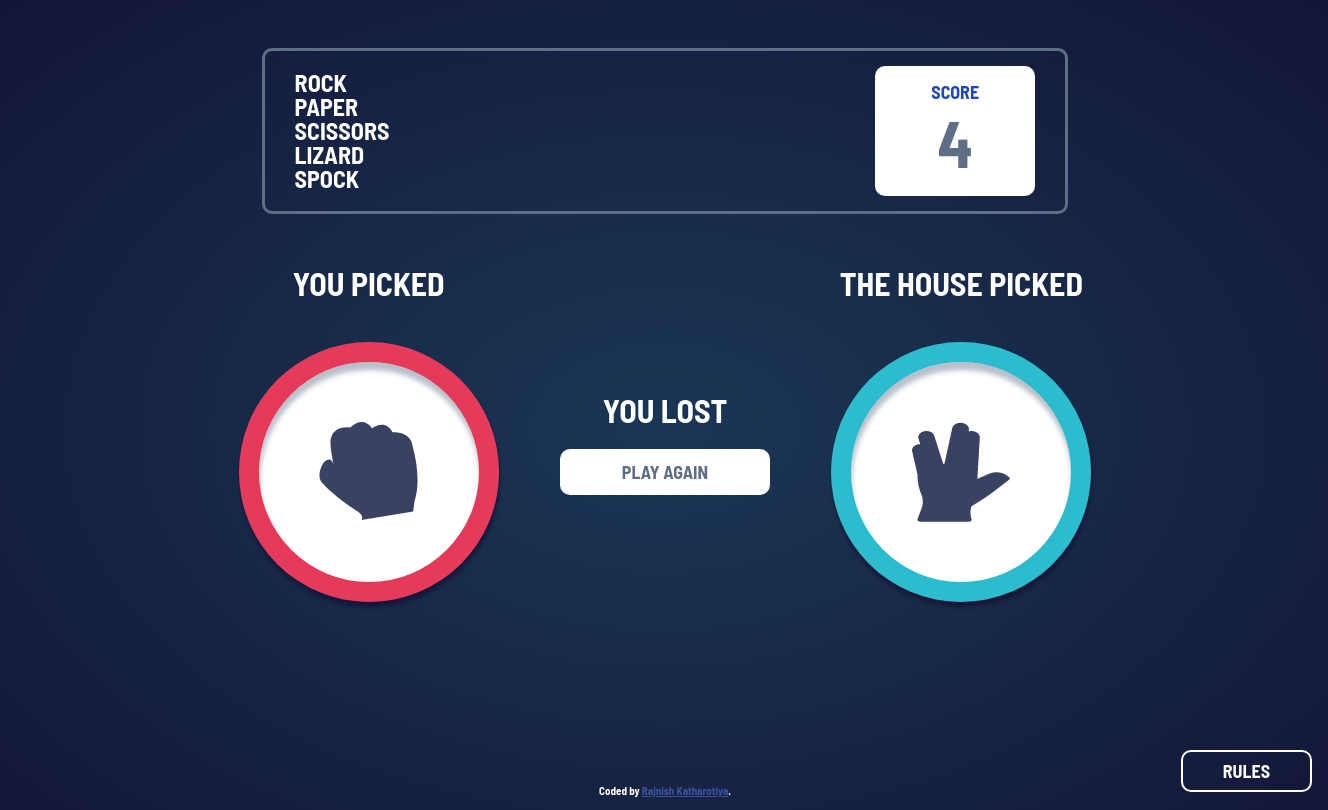 ROCK
PAPER
SCISSORS
LIZARD
SPOCK
SCORE
4
YOU PICKED
THE HOUSE PICKED
YOU LOST
PLAY AGAIN
RULES
Coded by Rajnish Katharotiya.